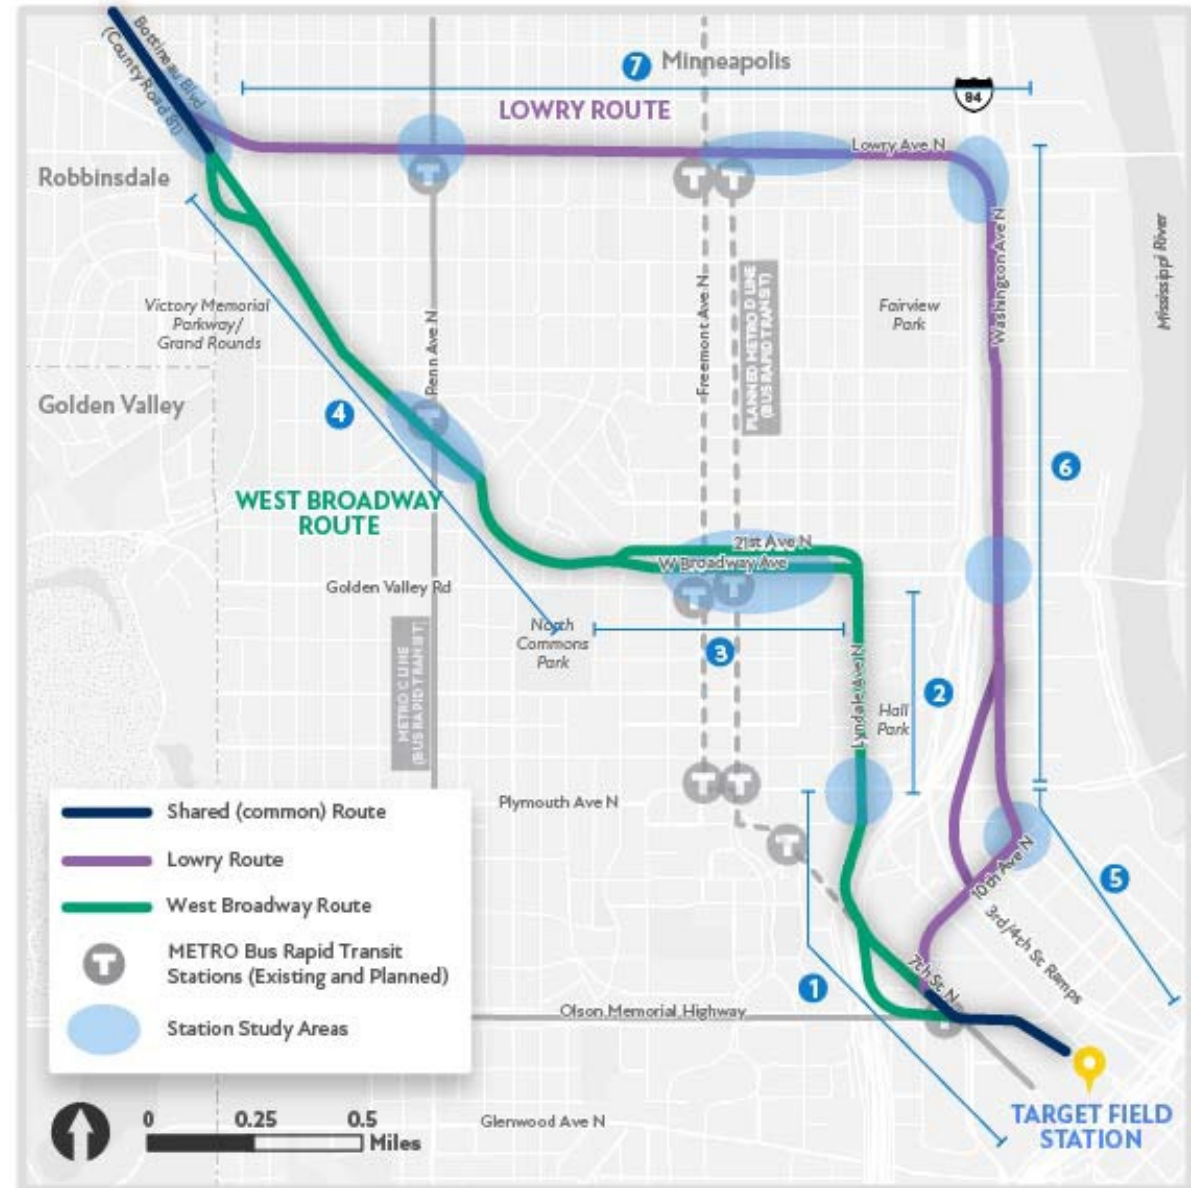 Bottineau Blvd
(County Road 81)
7
Minneapolis
LOWRY ROUTE
94
Lowry Ave N
Robbinsdale
Washington Ave N
Mississippi River
Victory Memorial
Parkway/
Grand Rounds
Penn Ave N
Freemont Ave N
PLANNED METRO D LINE
(BUS RAPID TRANSIT)
Fairview
Park
Golden Valley
4
6
WEST BROADWAY
ROUTE
21st Ave N
W Broadway Ave
Golden Valley Rd
North
Commons
Park
METRO C LINE
(BUS RAPID TRANSIT)
3
Lyndale Ave N
2
Hall
Park
Plymouth Ave N
Shared (common) Route
Lowry Route
West Broadway Route
T
METRO Bus Rapid Transit
Stations (Existing and Planned)
Station Study Areas
10th Ave N
5
3rd/4th St Ramps
7th St N
1
Olson Memorial Highway
0 0.25 0.5
Miles
Glenwood Ave N
TARGET FIELD
STATION
T
T
T
T
T
T
T
T
T